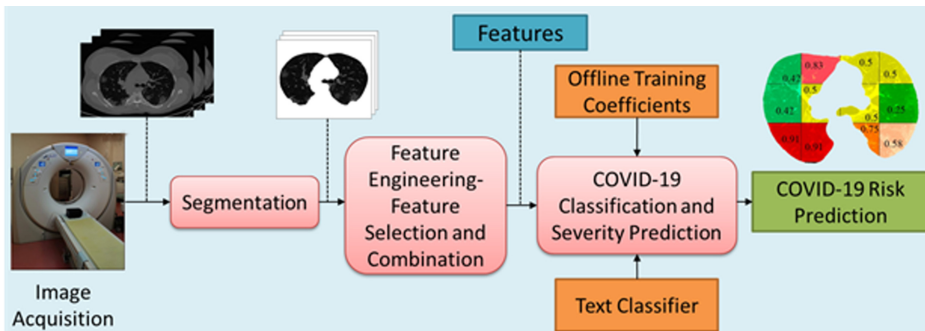 Features
Offline Training
Coefficients
0.83
0.5
0.42
0.5
0.5
0.42
0.25
0.5
0.75
0.91
0.91
0.58
Segmentation
Feature
Engineering-
Feature
Selection and
Combination
COVID-19
Classification and
Severity Prediction
COVID-19 Risk
Prediction
Image
Acquisition
Text Classifier